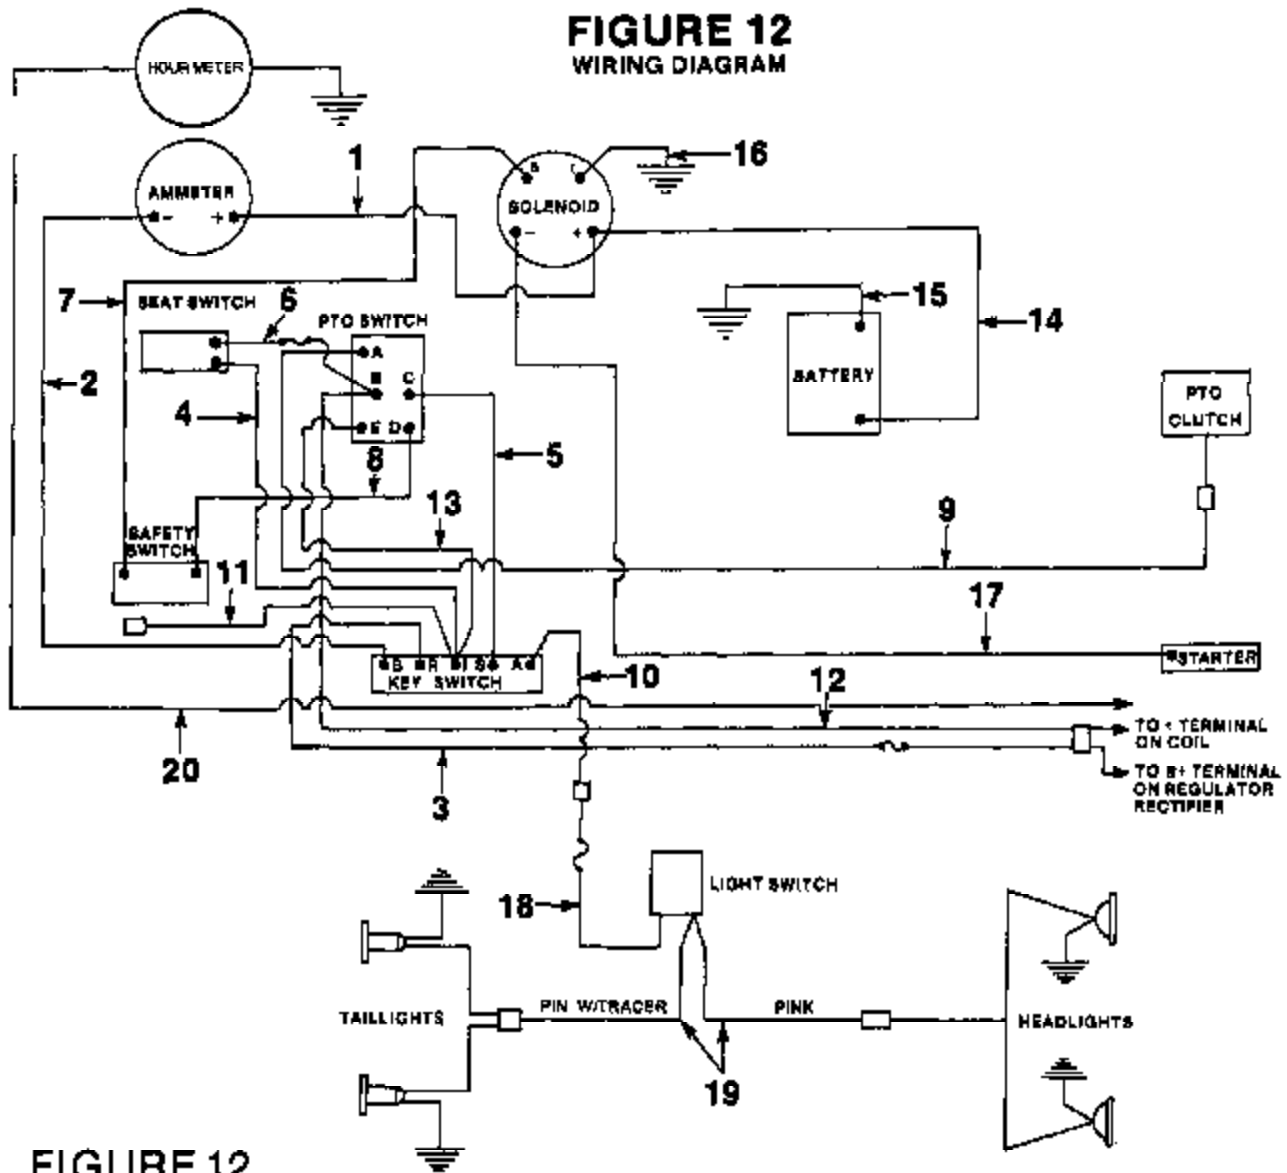 FIGURE 12
WIRING DIAGRAM
HOUR METER
1
16
AMMETER
- +
S
SOLENOID
- +
7
SEAT SWITCH
6
PTO SWITCH
15
14
A
B C
E D
2
4
BATTERY
PTO
CLUTCH
8
5
13
9
SAFETY
SWITCH
11
17
B R I S A
KEY SWITCH
10
STARTER
12
20
3
TO + TERMINAL
ON COIL
TO B+ TERMINAL
ON REGULATOR
RECTIFIER
18
LIGHT SWITCH
TAILLIGHTS
PIN W/TRACER
PINK
HEADLIGHTS
19
FIGURE 12